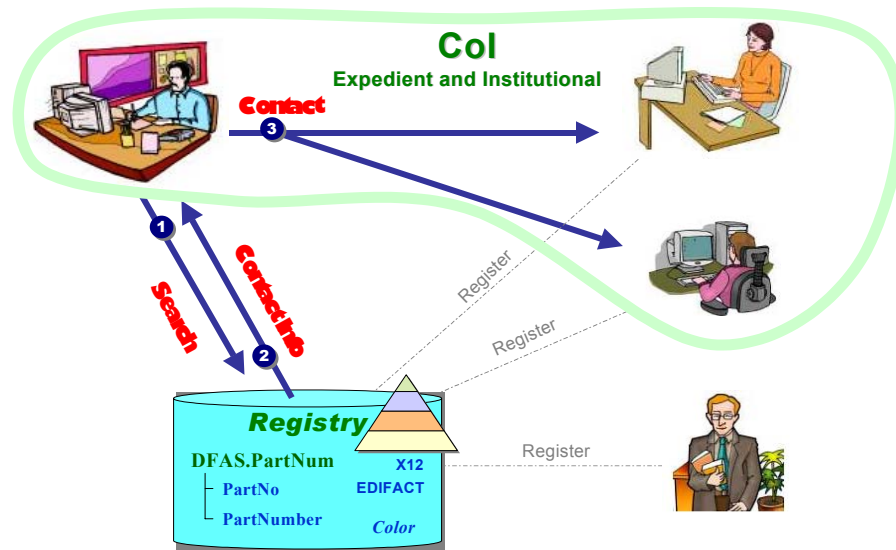 CoI
Expedient and Institutional
Contact
3
1
Search
2
Contact Info
Register
Register
Register
Registry
DFAS.PartNum
PartNo
PartNumber
X12
EDIFACT
Color